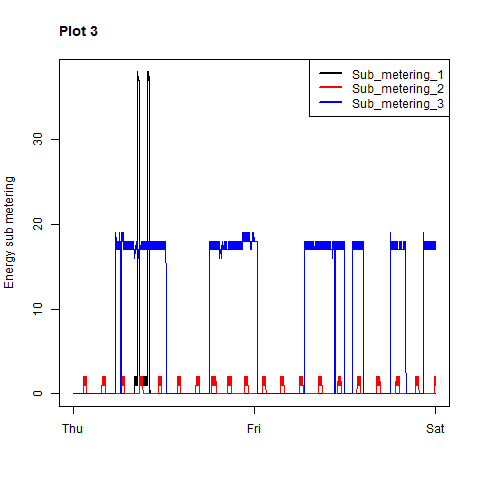 Plot 3
Sub_metering_1
Sub_metering_2
Sub_metering_3
Energy sub metering
30
20
10
0
Thu
Fri
Sat